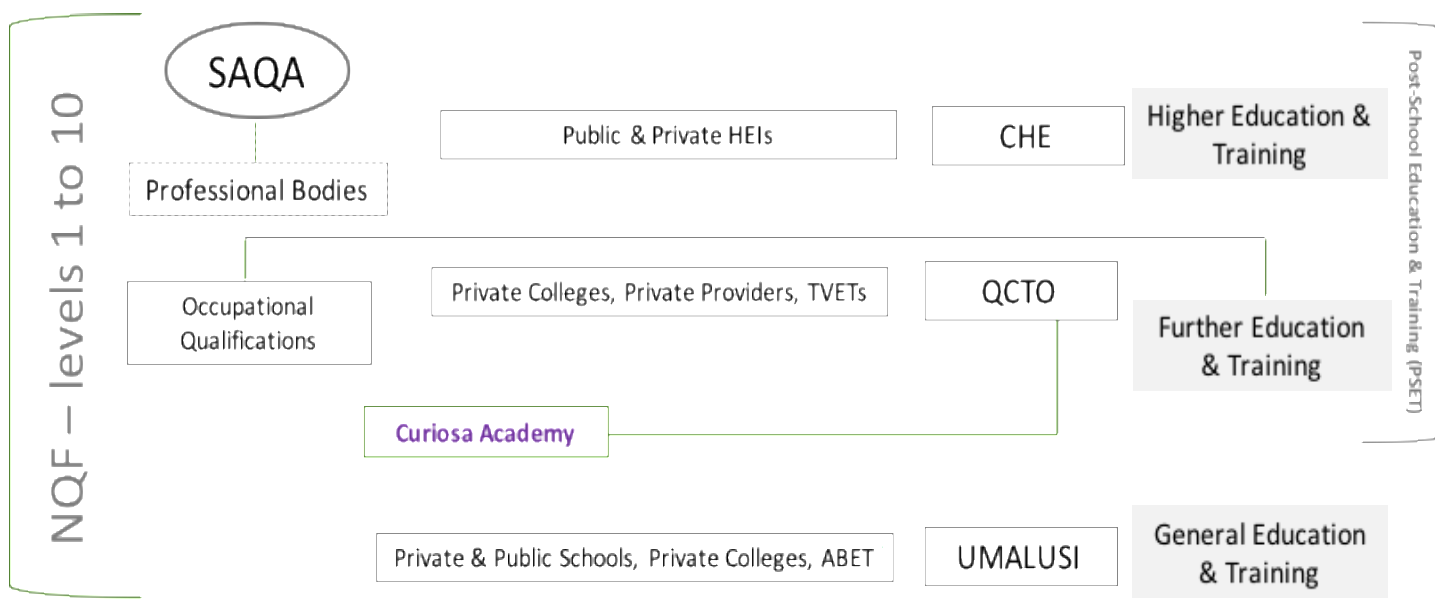 NQF – levels 1 to 10
SAQA
Professional Bodies
Public & Private HEIs
CHE
Higher Education &
Training
Post-School Education & Training (PSET)
Occupational
Qualifications
Private Colleges, Private Providers, TVETs
QCTO
Further Education
& Training
Curiosa Academy
Private & Public Schools, Private Colleges, ABET
UMALUSI
General Education
& Training